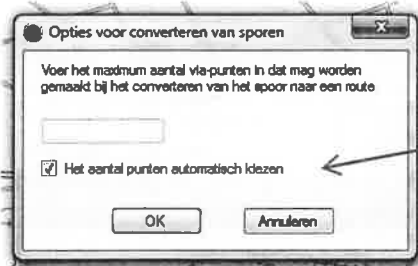 Opties voor converteren van sporen
Voer het maximum aantal via-punten in dat mag worden
gemaakt bij het converteren van het spoor naar een route
Het aantal punten automatisch kiezen
OK
Annuleren